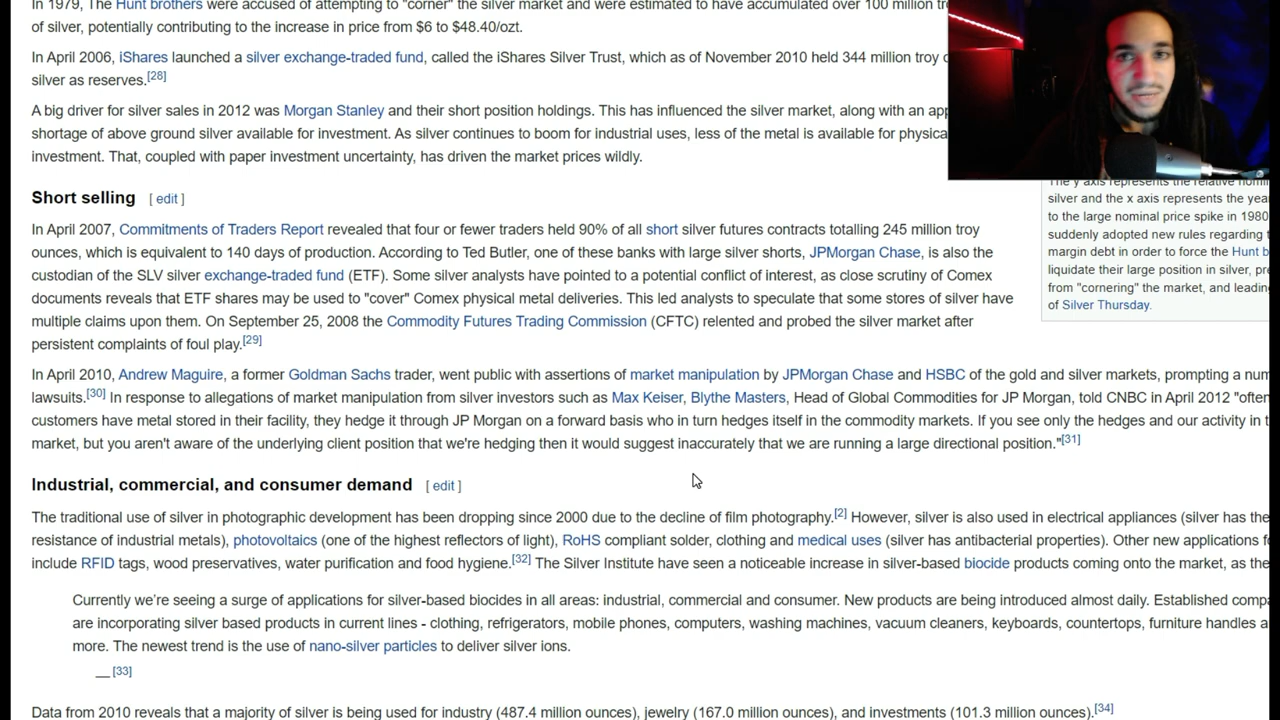 In 1979, The Hunt brothers were accused of attempting to "corner" the silver market and were estimated to have accumulated over 100 million
of silver, potentially contributing to the increase in price from $6 to $48.40/ozt.
In April 2006, iShares launched a silver exchange-traded fund, called the iShares Silver Trust, which as of November 2010 held 344 million troy
silver as reserves.[28]
A big driver for silver sales in 2012 was Morgan Stanley and their short position holdings. This has influenced the silver market, along with an
shortage of above ground silver available for investment. As silver continues to boom for industrial uses, less of the metal is available for
investment. That, coupled with paper investment uncertainty, has driven the market prices wildly.
The y axis represents the relative
Short selling [ edit ]
silver and the x axis represents the
to the large nominal price spike in 1980
In April 2007, Commitments of Traders Report revealed that four or fewer traders held 90% of all short silver futures contracts totalling 245 million troy
suddenly adopted new rules regarding
ounces, which is equivalent to 140 days of production. According to Ted Butler, one of these banks with large silver shorts, JPMorgan Chase, is also the
margin debt in order to force the Hunt
custodian of the SLV silver exchange-traded fund (ETF). Some silver analysts have pointed to a potential conflict of interest, as close scrutiny of Comex
liquidate their large position in silver,
documents reveals that ETF shares may be used to "cover" Comex physical metal deliveries. This led analysts to speculate that some stores of silver have
from "cornering" the market, and
of Silver Thursday.
multiple claims upon them. On September 25, 2008 the Commodity Futures Trading Commission (CFTC) relented and probed the silver market after
persistent complaints of foul play.[29]
In April 2010, Andrew Maguire, a former Goldman Sachs trader, went public with assertions of market manipulation by JPMorgan Chase and HSBC of the gold and silver markets, prompting a
lawsuits.[30] In response to allegations of market manipulation from silver investors such as Max Keiser, Blythe Masters, Head of Global Commodities for JP Morgan, told CNBC in April 2012 "often
customers have metal stored in their facility, they hedge it through JP Morgan on a forward basis who in turn hedges itself in the commodity markets. If you see only the hedges and our activity in
market, but you aren't aware of the underlying client position that we're hedging then it would suggest inaccurately that we are running a large directional position."[31]
Industrial, commercial, and consumer demand [ edit ]
The traditional use of silver in photographic development has been dropping since 2000 due to the decline of film photography.[2] However, silver is also used in electrical appliances (silver has the
resistance of industrial metals), photovoltaics (one of the highest reflectors of light), RoHS compliant solder, clothing and medical uses (silver has antibacterial properties). Other new applications
include RFID tags, wood preservatives, water purification and food hygiene.[32] The Silver Institute have seen a noticeable increase in silver-based biocide products coming onto the market, as
Currently we're seeing a surge of applications for silver-based biocides in all areas: industrial, commercial and consumer. New products are being introduced almost daily. Established
are incorporating silver based products in current lines - clothing, refrigerators, mobile phones, computers, washing machines, vacuum cleaners, keyboards, countertops, furniture handles
more. The newest trend is the use of nano-silver particles to deliver silver ions.
__ [33]
Data from 2010 reveals that a majority of silver is being used for industry (487.4 million ounces), jewelry (167.0 million ounces), and investments (101.3 million ounces).[34]